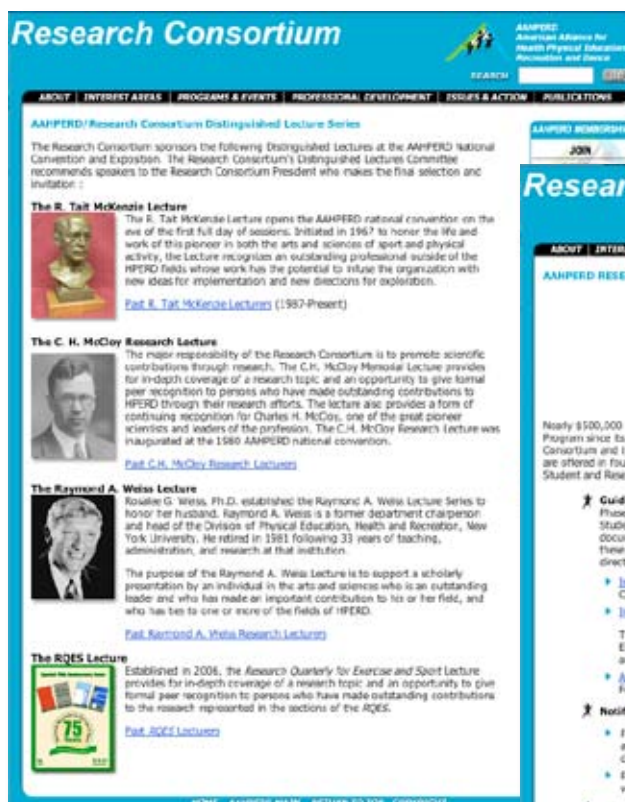 Research Consortium
AAHPERD
American Alliance for
Health Physical Education
Recreation and Dance
SEARCH
ABOUT INTEREST AREAS PROGRAMS & EVENTS PROFESSIONAL DEVELOPMENT ISSUES & ACTION PUBLICATIONS
AAHPERD/Research Consortium Distinguished Lecture Series
The Research Consortium sponsors the following Distinguished Lectures at the AAHPERD National
Convention and Exposition. The Research Consortium's Distinguished Lectures Committee
recommends speakers to the Research Consortium President who makes the final selection and
invitation :
The R. Tait McKenzie Lecture
The R. Tait McKenzie Lecture opens the AAHPERD national convention on the
eve of the first full day of sessions. Initiated in 1967 to honor the life and
work of this pioneer in both the arts and sciences of sport and physical
activity, the Lecture recognizes an outstanding professional outside of the
HPERD fields whose work has the potential to infuse the organization with
new ideas for implementation and new directions for exploration.
Past R. Tait McKenzie Lecturers (1987-Present)
The C. H. McCloy Research Lecture
The major responsibility of the Research Consortium is to promote scientific
contributions through research. The C.H. McCloy Memorial Lecture provides
for in-depth coverage of a research topic and an opportunity to give formal
peer recognition to persons who have made outstanding contributions to
HPERD through their research efforts. The lecture also provides a form of
continuing recognition for Charles H. McCloy, one of the great pioneer
scientists and leaders of the profession. The C.H. McCloy Research Lecture was
inaugurated at the 1980 AAHPERD national convention.
Past C.H. McCloy Research Lecturers
The Raymond A. Weiss Lecture
Rosalee G. Weiss, Ph.D. established the Raymond A. Weiss Lecture Series to
honor her husband. Raymond A. Weiss is a former department chairperson
and head of the Division of Physical Education, Health and Recreation, New
York University. He retired in 1981 following 33 years of teaching,
administration, and research at that institution.
The purpose of the Raymond A. Weiss Lecture is to support a scholarly
presentation by an individual in the arts and sciences who is an outstanding
leader and who has made an important contribution to his or her field, and
who has ties to one or more of the fields of HPERD.
Past Raymond A. Weiss Research Lecturers
The RQES Lecture
Established in 2006, the Research Quarterly for Exercise and Sport Lecture
provides for in-depth coverage of a research topic and an opportunity to give
formal peer recognition to persons who have made outstanding contributions
to the research represented in the sections of the RQES.
Past RQES Lecturers
75
HOME AAHPERD MAIN RETURN TO TOP COPYRIGHT
AAHPERD MEMBERSHIP
JOIN
Resear
ABOUT INTER
AAHPERD RESE
Nearly $500,000
Program since its
Consortium and
are offered in fou
Student and Rese
Guid
Phase
Stude
docu
these
direct
Notif